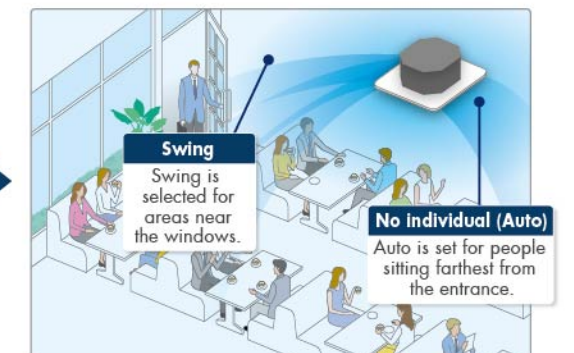 Swing
Swing is
selected for
areas near
the windows.
No individual (Auto)
Auto is set for people
sitting farthest from
the entrance.